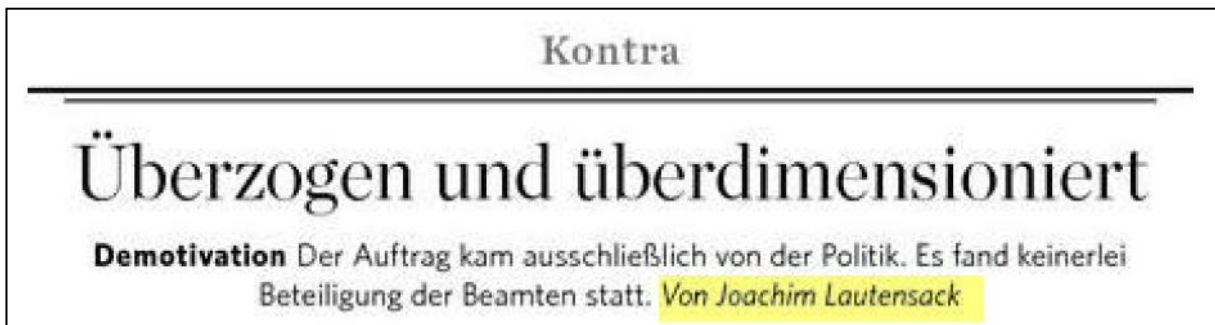 Kontra
Überzogen und überdimensioniert
Demotivation Der Auftrag kam ausschließlich von der Politik. Es fand keinerlei
Beteiligung der Beamten statt. Von Joachim Lautensack